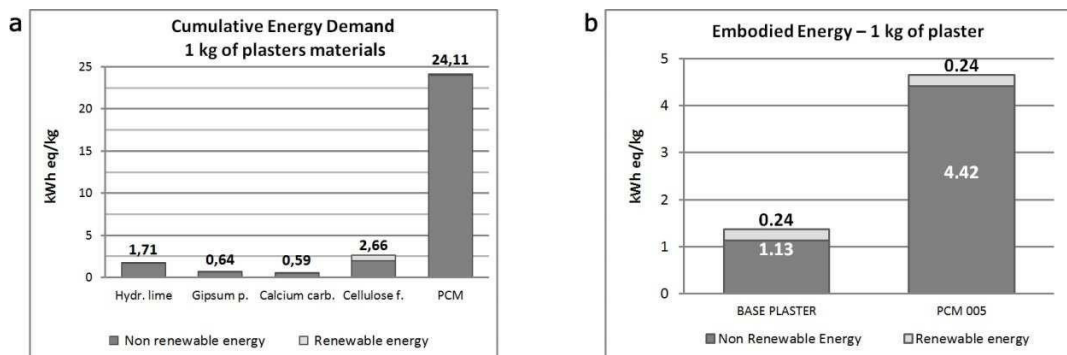 a
Cumulative Energy Demand
1 kg of plasters materials
kWh eq/kg
25
20
15
10
5
0
1,71
0,64
0,59
2,66
24,11
Hydr. lime
Gipsum p.
Calcium carb.
Cellulose f.
PCM
Non renewable energy
Renewable energy
b
Embodied Energy – 1 kg of plaster
kWh eq/kg
5
4
3
2
1
0
0.24
1.13
0.24
4.42
BASE PLASTER
PCM 005
Non Renewable Energy
Renewable energy